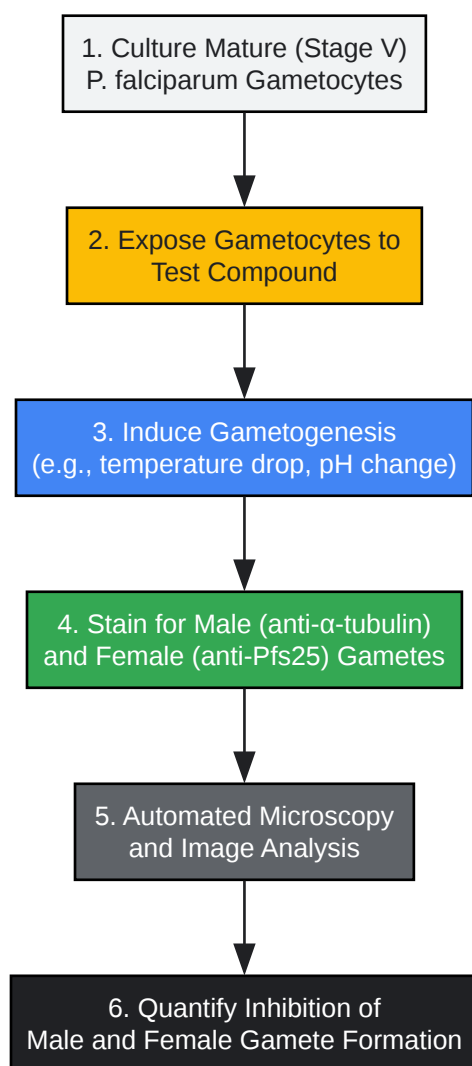 1. Culture Mature (Stage V)
P. falciparum Gametocytes
2. Expose Gametocytes to
Test Compound
3. Induce Gametogenesis
(e.g., temperature drop, pH change)
4. Stain for Male (anti-α-tubulin)
and Female (anti-Pfs25) Gametes
5. Automated Microscopy
and Image Analysis
6. Quantify Inhibition of
Male and Female Gamete Formation